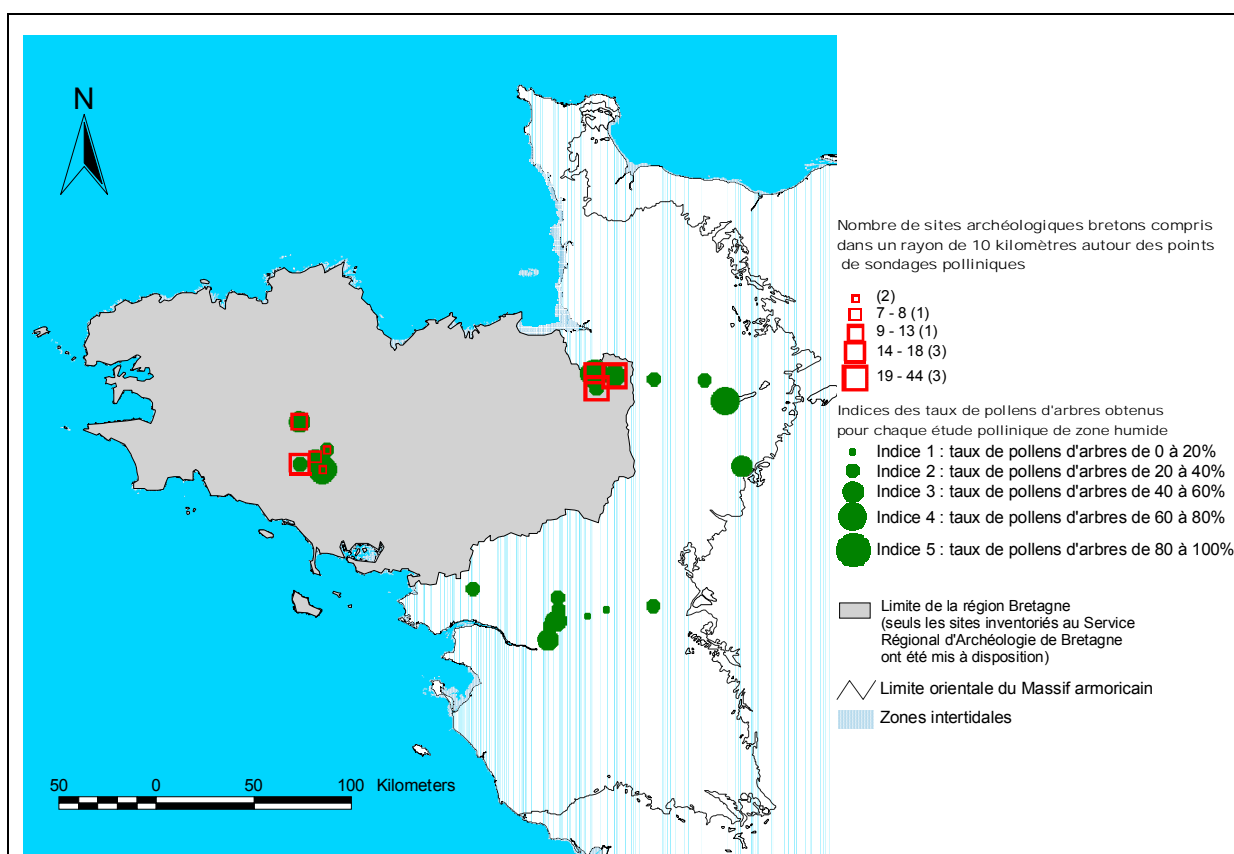 N
Nombre de sites archéologiques bretons compris
dans un rayon de 10 kilomètres autour des points
de sondages polliniques
(2)
7 - 8 (1)
9 - 13 (1)
14 - 18 (3)
19 - 44 (3)
Indices des taux de pollens d'arbres obtenus
pour chaque étude pollinique de zone humide
Indice 1 : taux de pollens d'arbres de 0 à 20%
Indice 2 : taux de pollens d'arbres de 20 à 40%
Indice 3 : taux de pollens d'arbres de 40 à 60%
Indice 4 : taux de pollens d'arbres de 60 à 80%
Indice 5 : taux de pollens d'arbres de 80 à 100%
Limite de la région Bretagne
(seuls les sites inventoriés au Service
Régional d'Archéologie de Bretagne
ont été mis à disposition)
Limite orientale du Massif armoricain
Zones intertidales
50 0 50 100 Kilometers